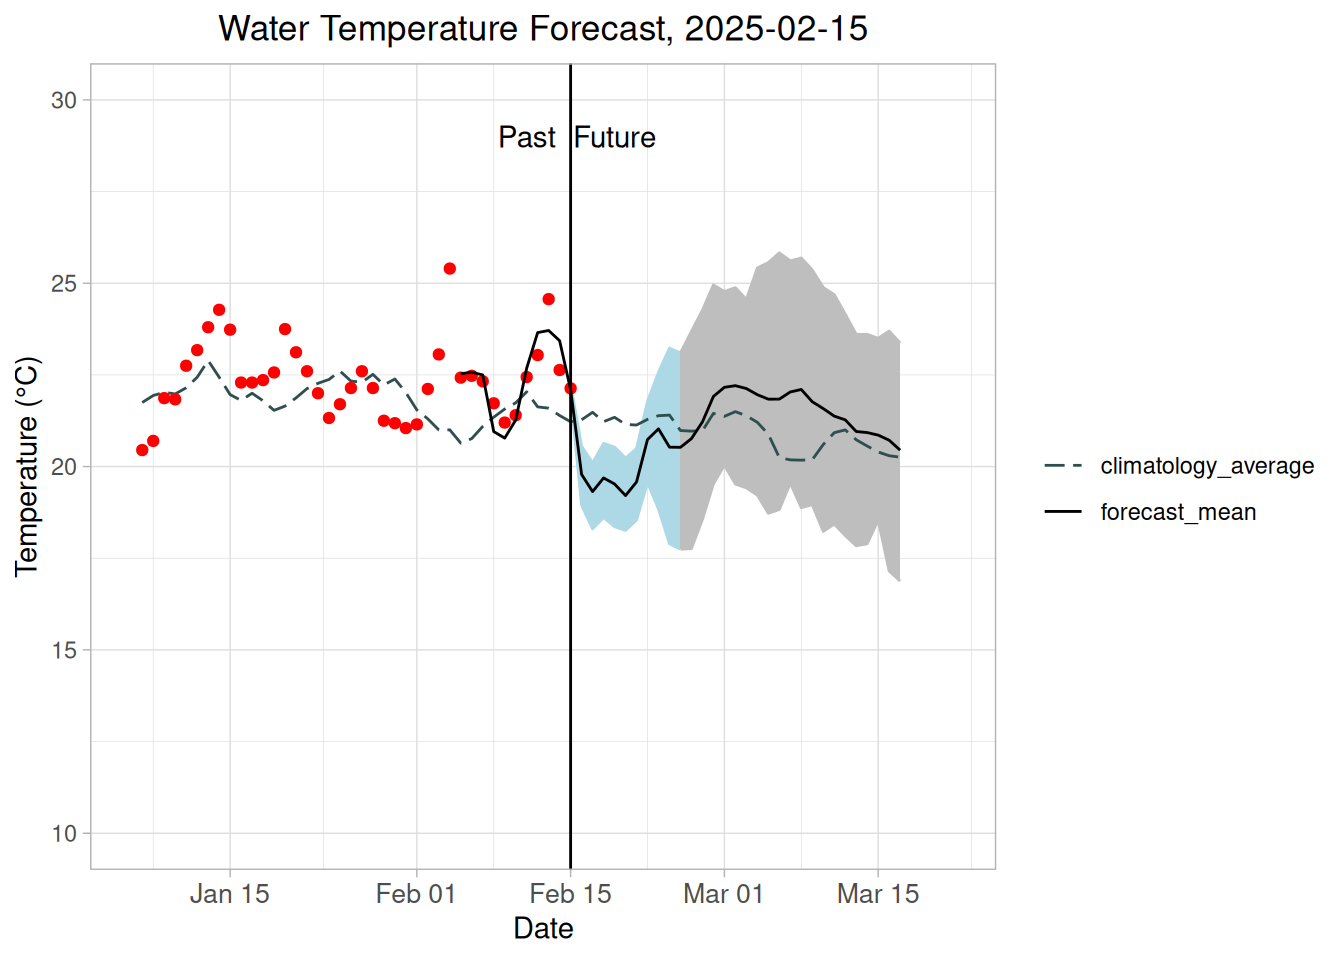 Water Temperature Forecast, 2025-02-15
30
Past Future
25
20
15
10
Temperature (°C)
climatology_average
forecast_mean
Jan 15 Feb 01 Feb 15 Mar 01 Mar 15
Date